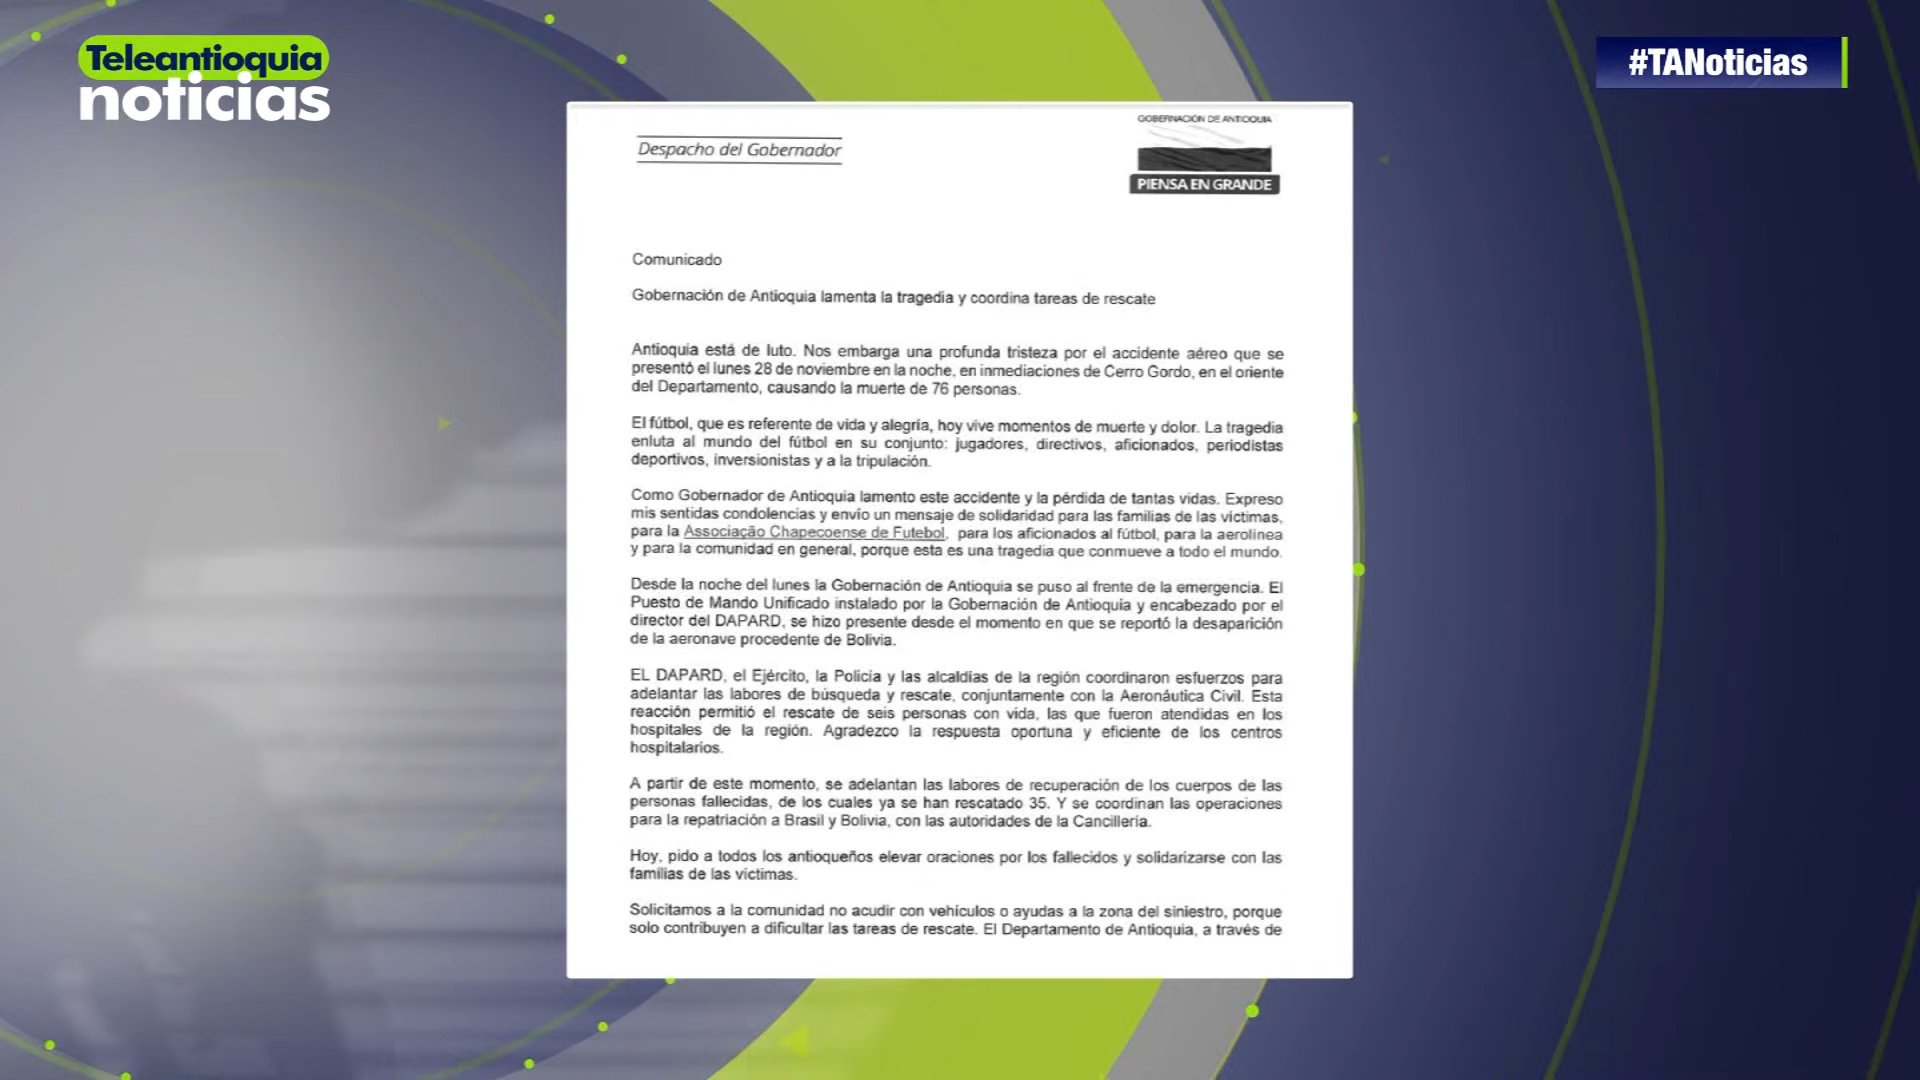 Teleantioquia
noticias
#TANoticias
Despacho del Gobernador
GOBERNACIÓN DE ANTIOQUIA
PIENSA EN GRANDE
Comunicado
Gobernación de Antioquia lamenta la tragedia y coordina tareas de rescate
Antioquia está de luto. Nos embarga una profunda tristeza por el accidente aéreo que se
presentó el lunes 28 de noviembre en la noche, en inmediaciones de Cerro Gordo, en el oriente
del Departamento, causando la muerte de 76 personas.
El fútbol, que es referente de vida y alegría, hoy vive momentos de muerte y dolor. La tragedia
enluta al mundo del fútbol en su conjunto: jugadores, directivos, aficionados, periodistas
deportivos, inversionistas y a la tripulación.
Como Gobernador de Antioquia lamento este accidente y la pérdida de tantas vidas. Expreso
mis sentidas condolencias y envío un mensaje de solidaridad para las familias de las víctimas,
para la Associação Chapecoense de Futebol, para los aficionados al fútbol, para la aerolínea
y para la comunidad en general, porque esta es una tragedia que conmueve a todo el mundo.
Desde la noche del lunes la Gobernación de Antioquia se puso al frente de la emergencia. El
Puesto de Mando Unificado instalado por la Gobernación de Antioquia y encabezado por el
director del DAPARD, se hizo presente desde el momento en que se reportó la desaparición
de la aeronave procedente de Bolivia.
EL DAPARD, el Ejército, la Policía y las alcaldías de la región coordinaron esfuerzos para
adelantar las labores de búsqueda y rescate, conjuntamente con la Aeronáutica Civil. Esta
reacción permitió el rescate de seis personas con vida, las que fueron atendidas en los
hospitales de la región. Agradezco la respuesta oportuna y eficiente de los centros
hospitalarios.
A partir de este momento, se adelantan las labores de recuperación de los cuerpos de las
personas fallecidas, de los cuales ya se han rescatado 35. Y se coordinan las operaciones
para la repatriación a Brasil y Bolivia, con las autoridades de la Cancillería.
Hoy, pido a todos los antioqueños elevar oraciones por los fallecidos y solidarizarse con las
familias de las víctimas.
Solicitamos a la comunidad no acudir con vehículos o ayudas a la zona del siniestro, porque
solo contribuyen a dificultar las tareas de rescate. El Departamento de Antioquia, a través de